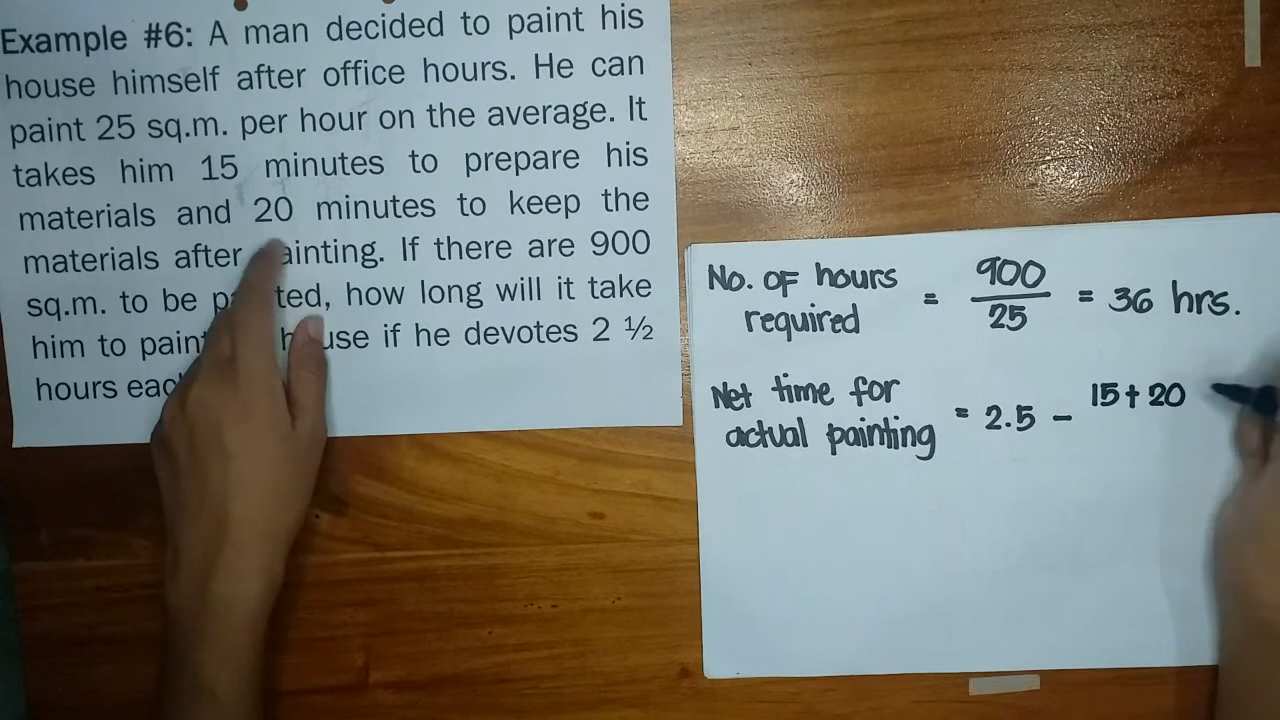 Example #6: A man decided to paint his
house himself after office hours. He can
paint 25 sq.m. per hour on the average. It
takes him 15 minutes to prepare his
materials and 20 minutes to keep the
materials after ainting. If there are 900
sq.m. to be p ted, how long will it take
him to paint h use if he devotes 2 ½
hours eac
No. of hours required = 900/25 = 36 hrs.
Net time for actual painting = 2.5 - 15+20